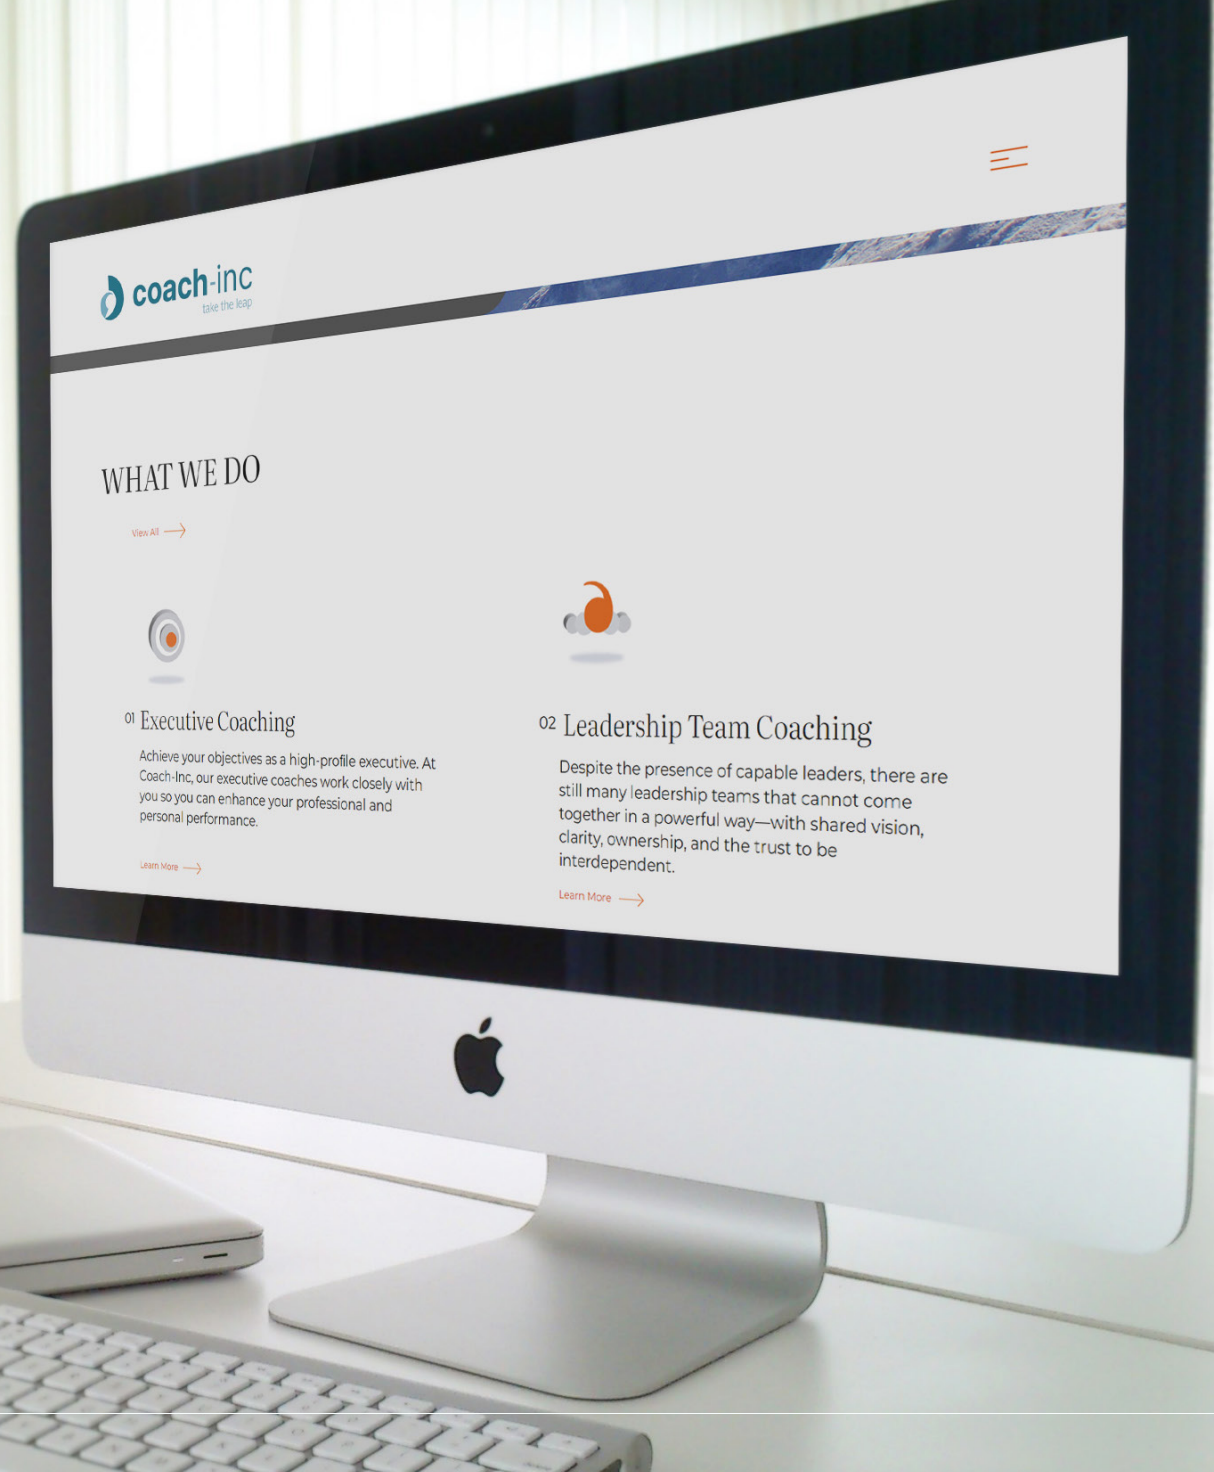 coach-inc
take the leap
WHAT WE DO
View All
01 Executive Coaching
Achieve your objectives as a high-profile executive. At
Coach-Inc, our executive coaches work closely with
you so you can enhance your professional and
personal performance.
Learn More
02 Leadership Team Coaching
Despite the presence of capable leaders, there are
still many leadership teams that cannot come
together in a powerful way—with shared vision,
clarity, ownership, and the trust to be
interdependent.
Learn More